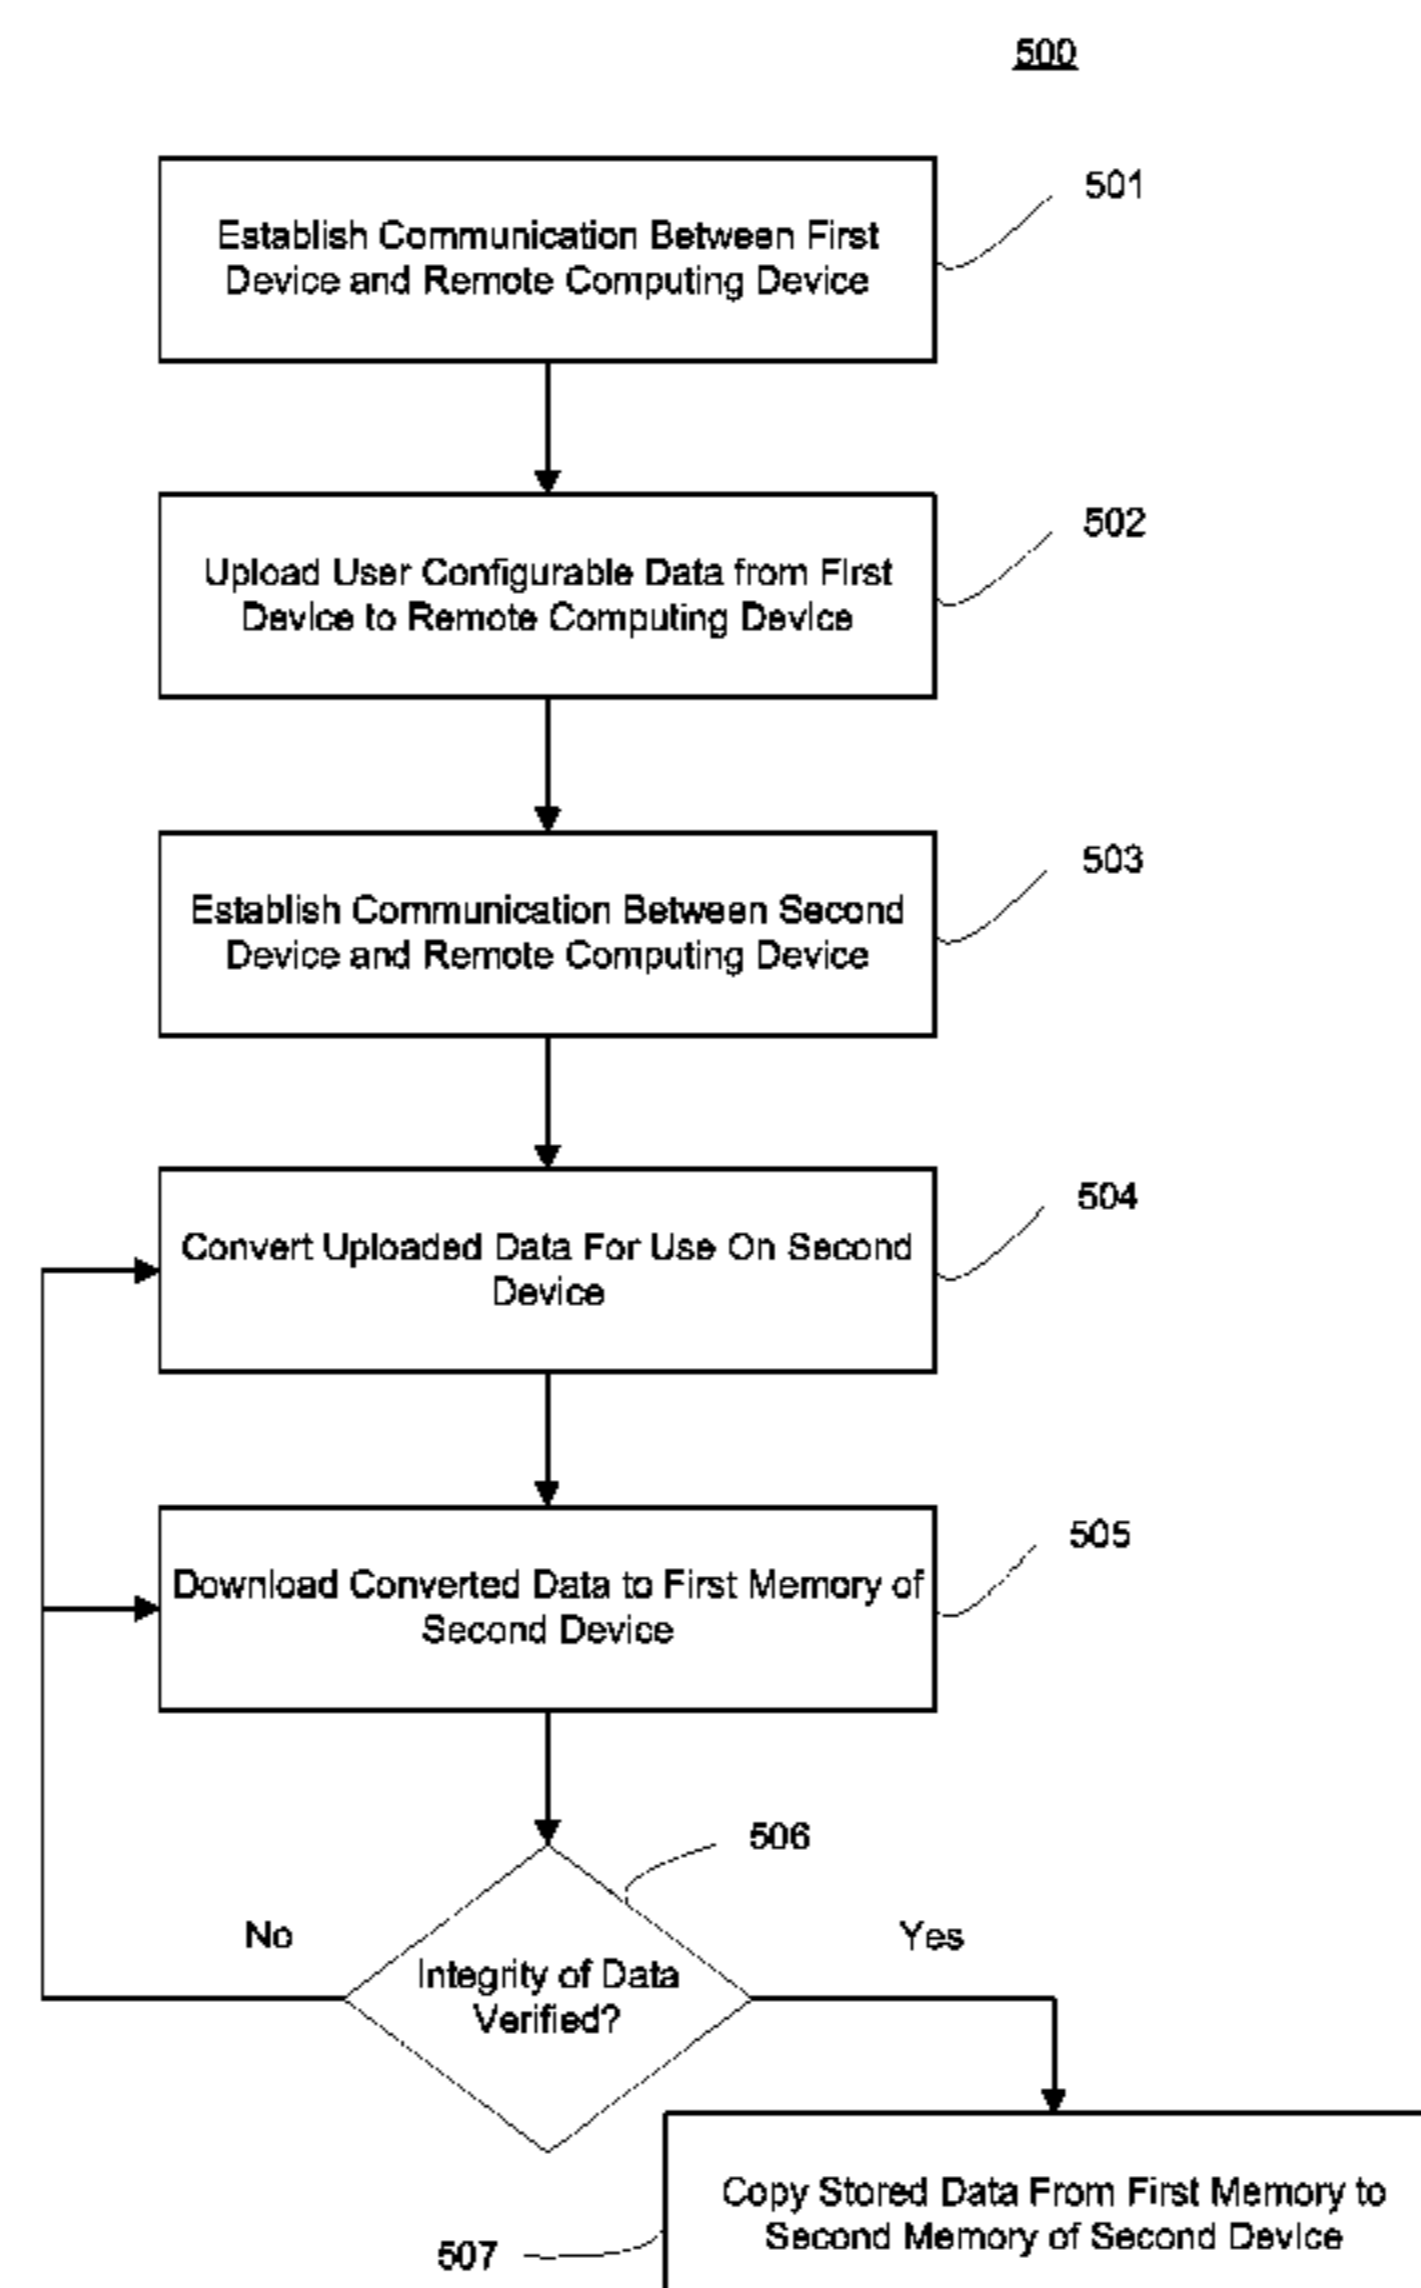 500
501
Establish Communication Between First
Device and Remote Computing Device
502
Upload User Configurable Data from First
Device to Remote Computing Device
503
Establish Communication Between Second
Device and Remote Computing Device
504
Convert Uploaded Data For Use On Second
Device
505
Download Converted Data to First Memory of
Second Device
506
No
Yes
Integrity of Data
Verified?
Copy Stored Data From First Memory to
Second Memory of Second Device
507